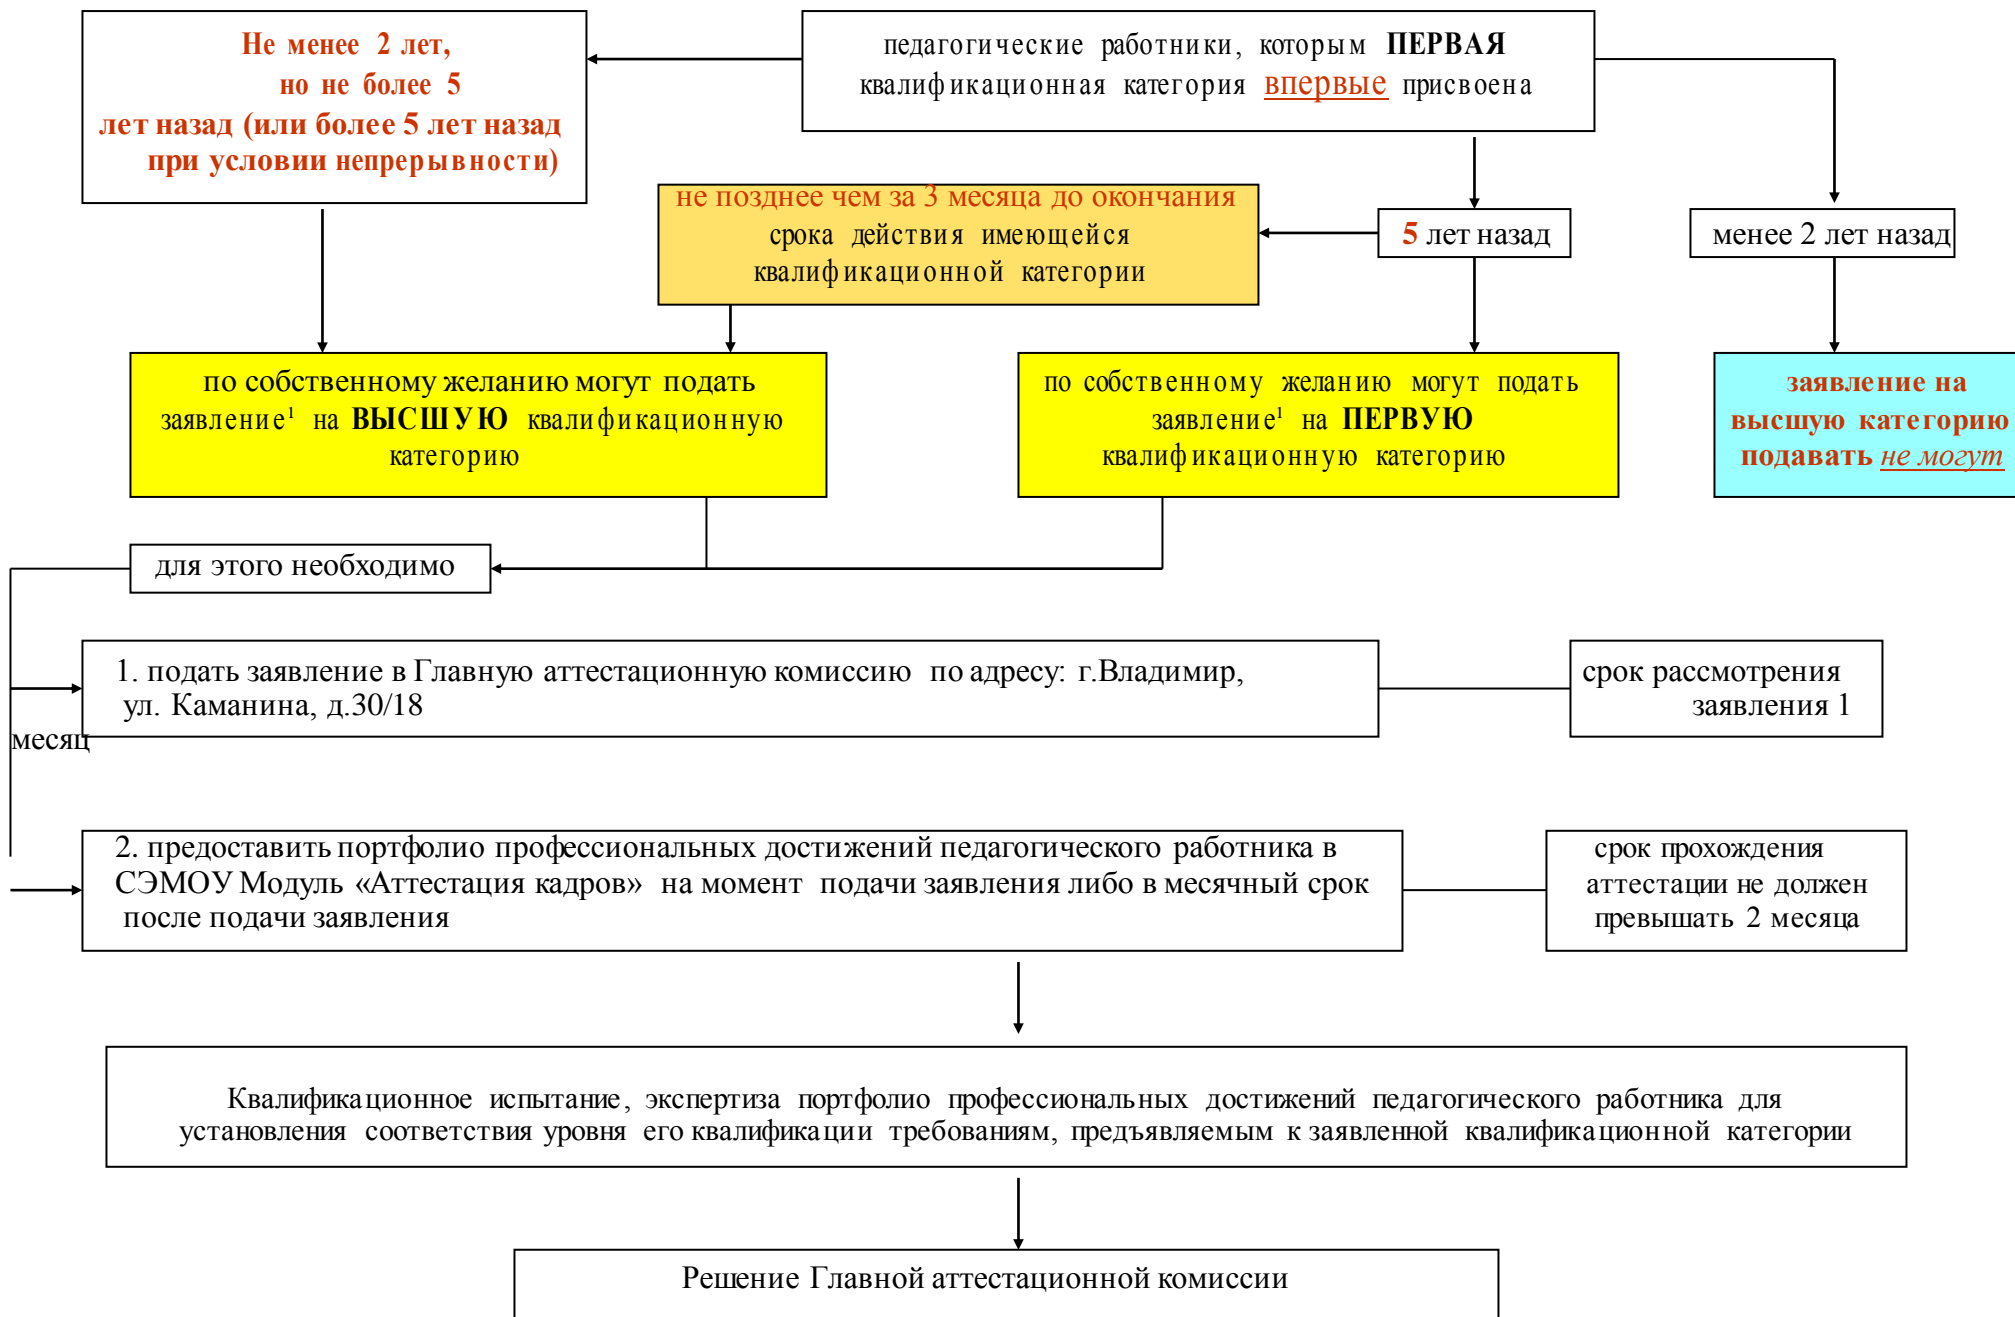 Не менее 2 лет,
но не более 5
лет назад (или более 5 лет назад
при условии непрерывности)
педагогические работники, которым ПЕРВАЯ
квалификационная категория впервые присвоена
не позднее чем за 3 месяца до окончания
срока действия имеющейся
квалификационной категории
5 лет назад
менее 2 лет назад
по собственному желанию могут подать
заявление¹ на ВЫСШУЮ квалификационную
категорию
по собственному желанию могут подать
заявление¹ на ПЕРВУЮ
квалификационную категорию
заявление на
высшую категорию
подавать не могут
для этого необходимо
1. подать заявление в Главную аттестационную комиссию по адресу: г.Владимир,
ул. Каманина, д.30/18
срок рассмотрения
заявления 1
месяц
2. предоставить портфолио профессиональных достижений педагогического работника в
СЭМОУ Модуль «Аттестация кадров» на момент подачи заявления либо в месячный срок
после подачи заявления
срок прохождения
аттестации не должен
превышать 2 месяца
Квалификационное испытание, экспертиза портфолио профессиональных достижений педагогического работника для
установления соответствия уровня его квалификации требованиям, предъявляемым к заявленной квалификационной категории
Решение Главной аттестационной комиссии